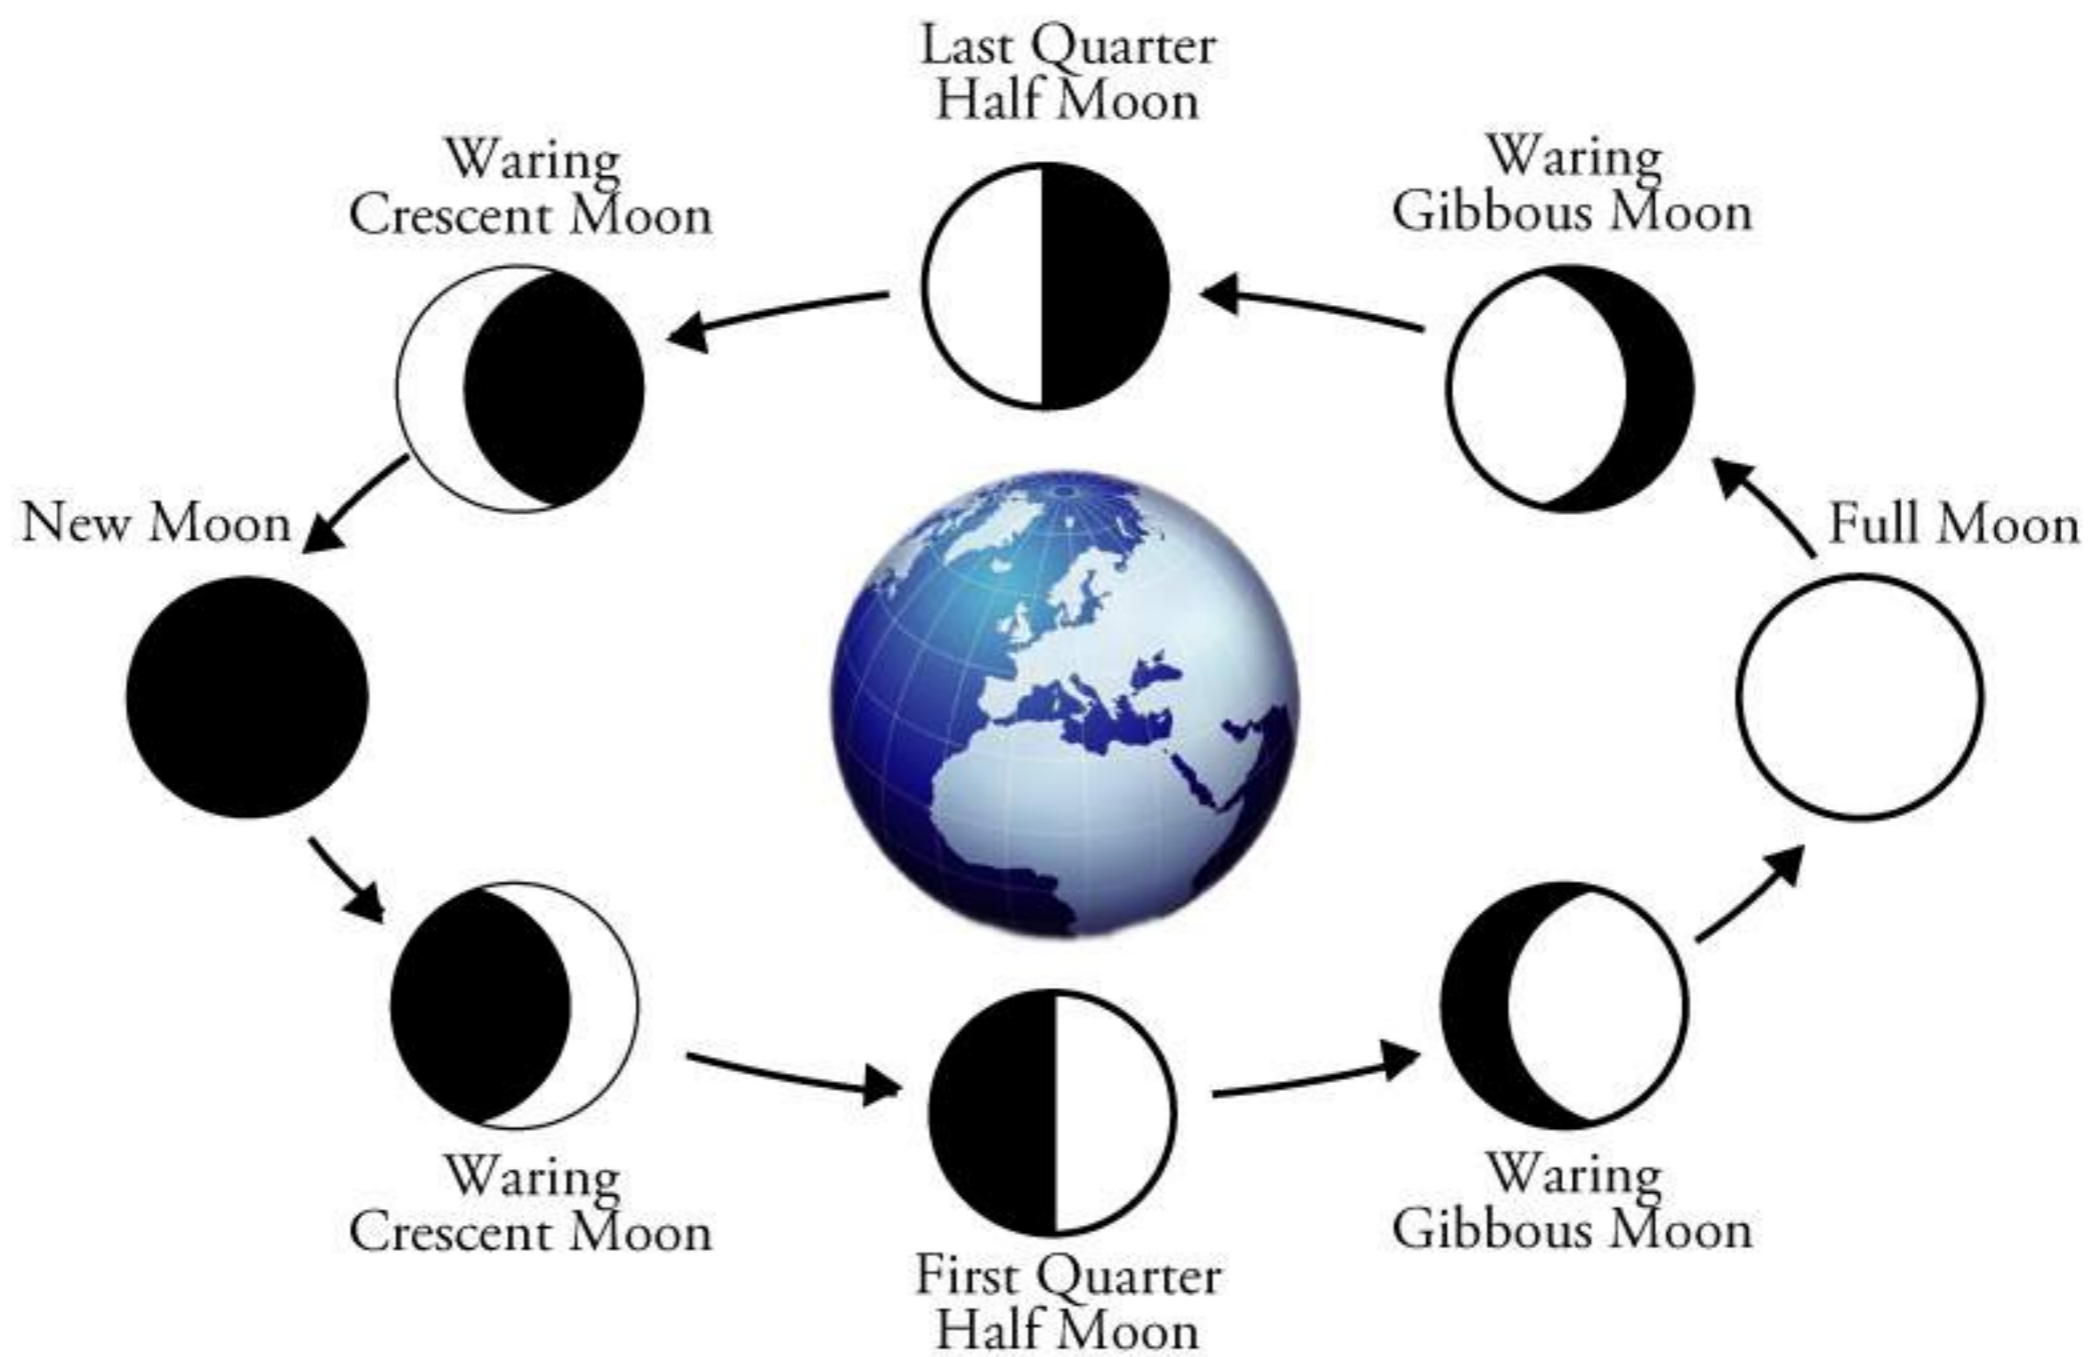 Last Quarter
Half Moon
Waring
Crescent Moon
Waring
Gibbous Moon
New Moon
Full Moon
Waring
Crescent Moon
Waring
Gibbous Moon
First Quarter
Half Moon